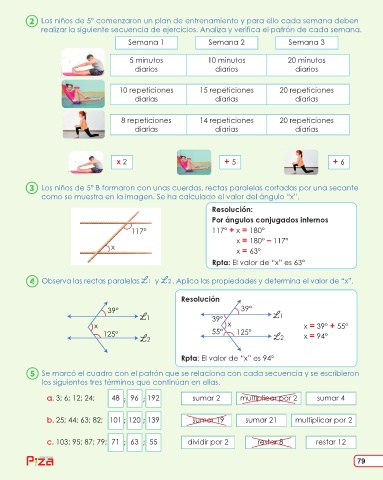 2 Los niños de 5° comenzaron un plan de entrenamiento y para ello cada semana deben
realizar la siguiente secuencia de ejercicios. Analiza y verifica el patrón de cada semana.
Semana 1 Semana 2 Semana 3
5 minutos 10 minutos 20 minutos
diarios diarios diarios
10 repeticiones 15 repeticiones 20 repeticiones
diarias diarias diarias
8 repeticiones 14 repeticiones 20 repeticiones
diarias diarias diarias
x 2 + 5 + 6
3 Los niños de 5° B formaron con unas cuerdas, rectas paralelas cortadas por una secante
como se muestra en la imagen. Se ha calculado el valor del ángulo "x".
Resolución:
Por ángulos conjugados internos
117° + x = 180°
x = 180° – 117°
x = 63°
Rpta: El valor de "x" es 63°
117°
x
4 Observa las rectas paralelas ℒ1 y ℒ2. Aplica las propiedades y determina el valor de "x".
Resolución
39° ℒ1
x
125° ℒ2
39° ℒ1
39°
x
55° 125° ℒ2
x = 39° + 55°
x = 94°
Rpta: El valor de "x" es 94°
5 Se marcó el cuadro con el patrón que se relaciona con cada secuencia y se escribieron
los siguientes tres términos que continúan en ellas.
a. 3; 6; 12; 24; 48 ; 96 ; 192 sumar 2 multiplicar por 2 sumar 4
b. 25; 44; 63; 82; 101 ; 120 ; 139 sumar 19 sumar 21 multiplicar por 2
c. 103; 95; 87; 79; 71 ; 63 ; 55 dividir por 2 restar 8 restar 12
79